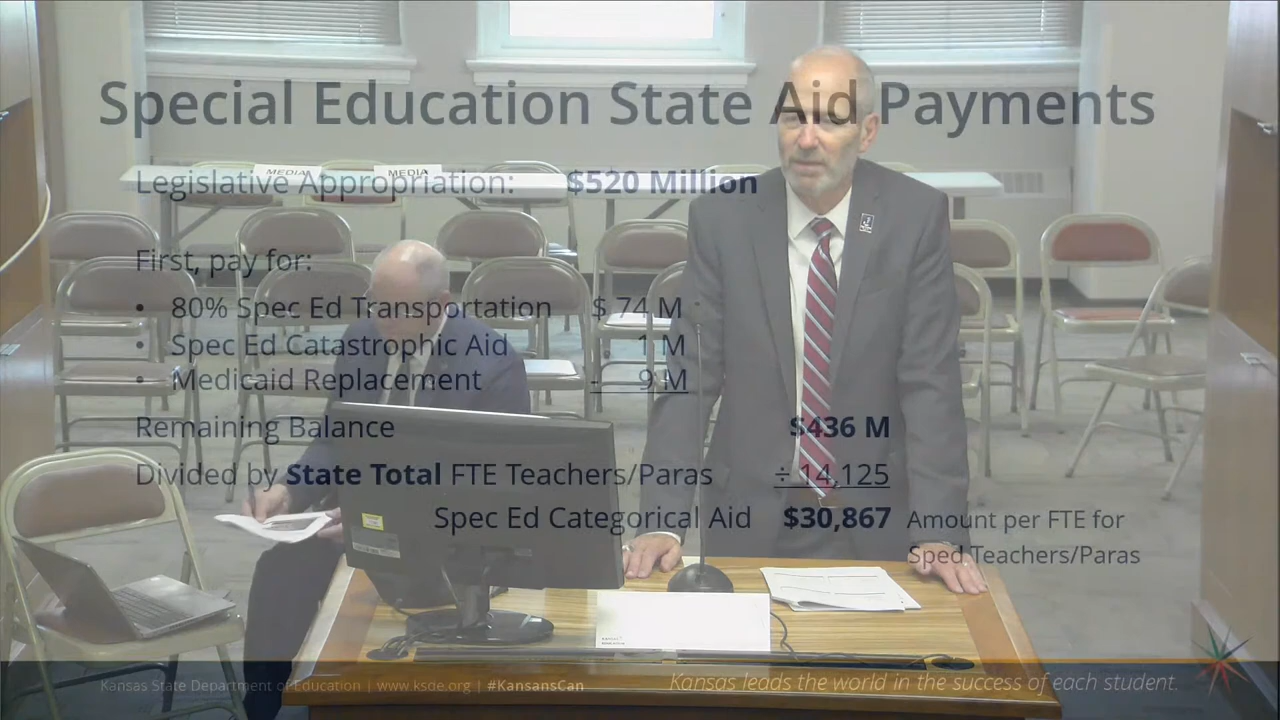 Special Education State Aid Payments
MEDIA MEDIA
Legislative Appropriation: $520 Million
First, pay for:
• 80% Spec Ed Transportation $ 74 M
• Spec Ed Catastrophic Aid 1 M
• Medicaid Replacement - 9 M
Remaining Balance $436 M
Divided by State Total FTE Teachers/Paras ÷ 14,125
Spec Ed Categorical Aid $30,867 Amount per FTE for
Sped Teachers/Paras
Kansas State Department of Education | www.ksde.org | #KansansCan Kansas leads the world in the success of each student.